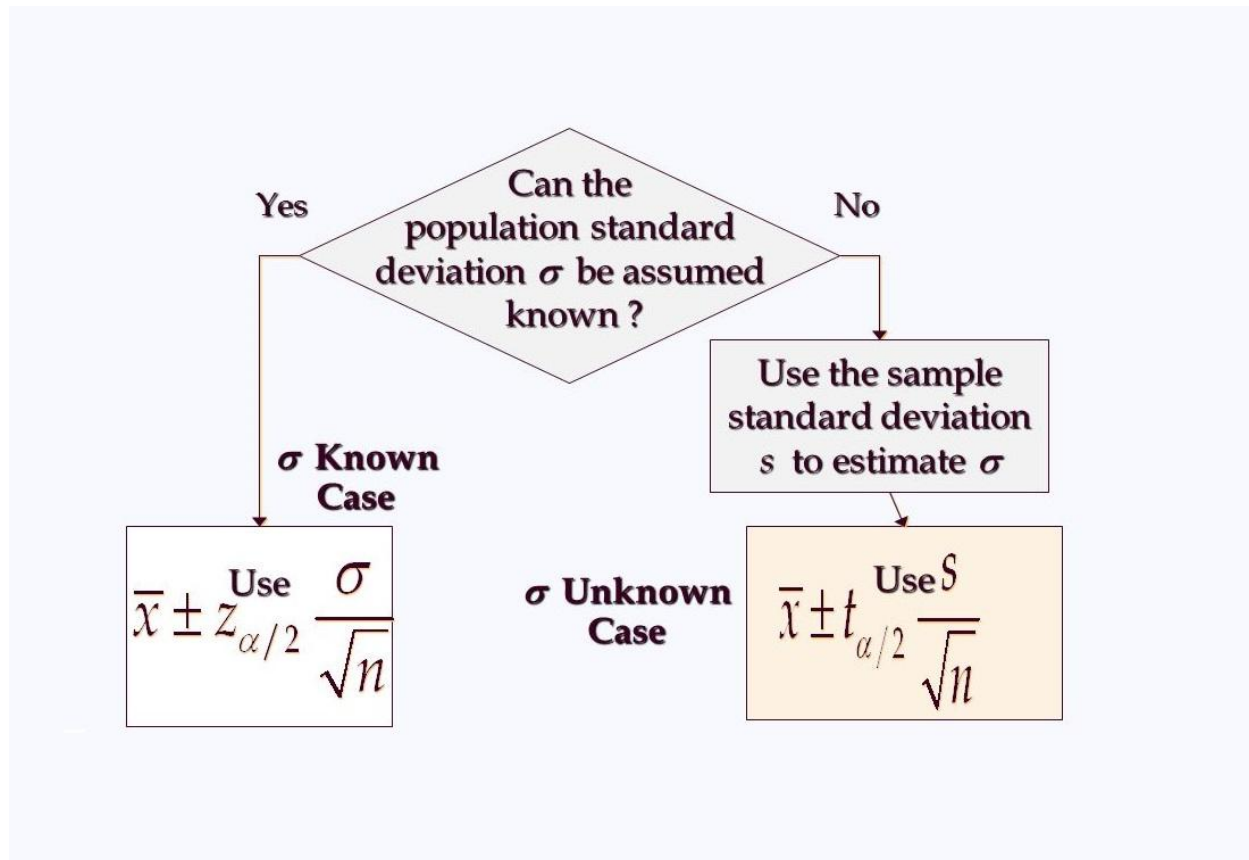 Can the
population standard
deviation σ be assumed
known ?
Yes
No
Use the sample
standard deviation
s to estimate σ
σ Known
Case
Use
x̄ ± z_{α/2} σ/√n
σ Unknown
Case
Use
x̄ ± t_{α/2} s/√n